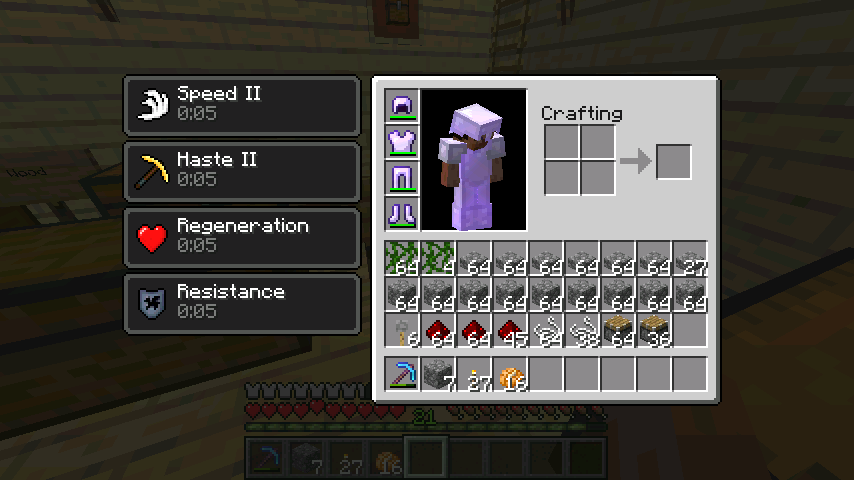 Speed II
0:05
Haste II
0:05
Regeneration
0:05
Resistance
0:05
Crafting
64 4 64 64 64 64 64 64 27
64 64 64 64 64 64 64 64 64
6 64 64 45 64 38 64 36
7 27 16
21
7 27 16